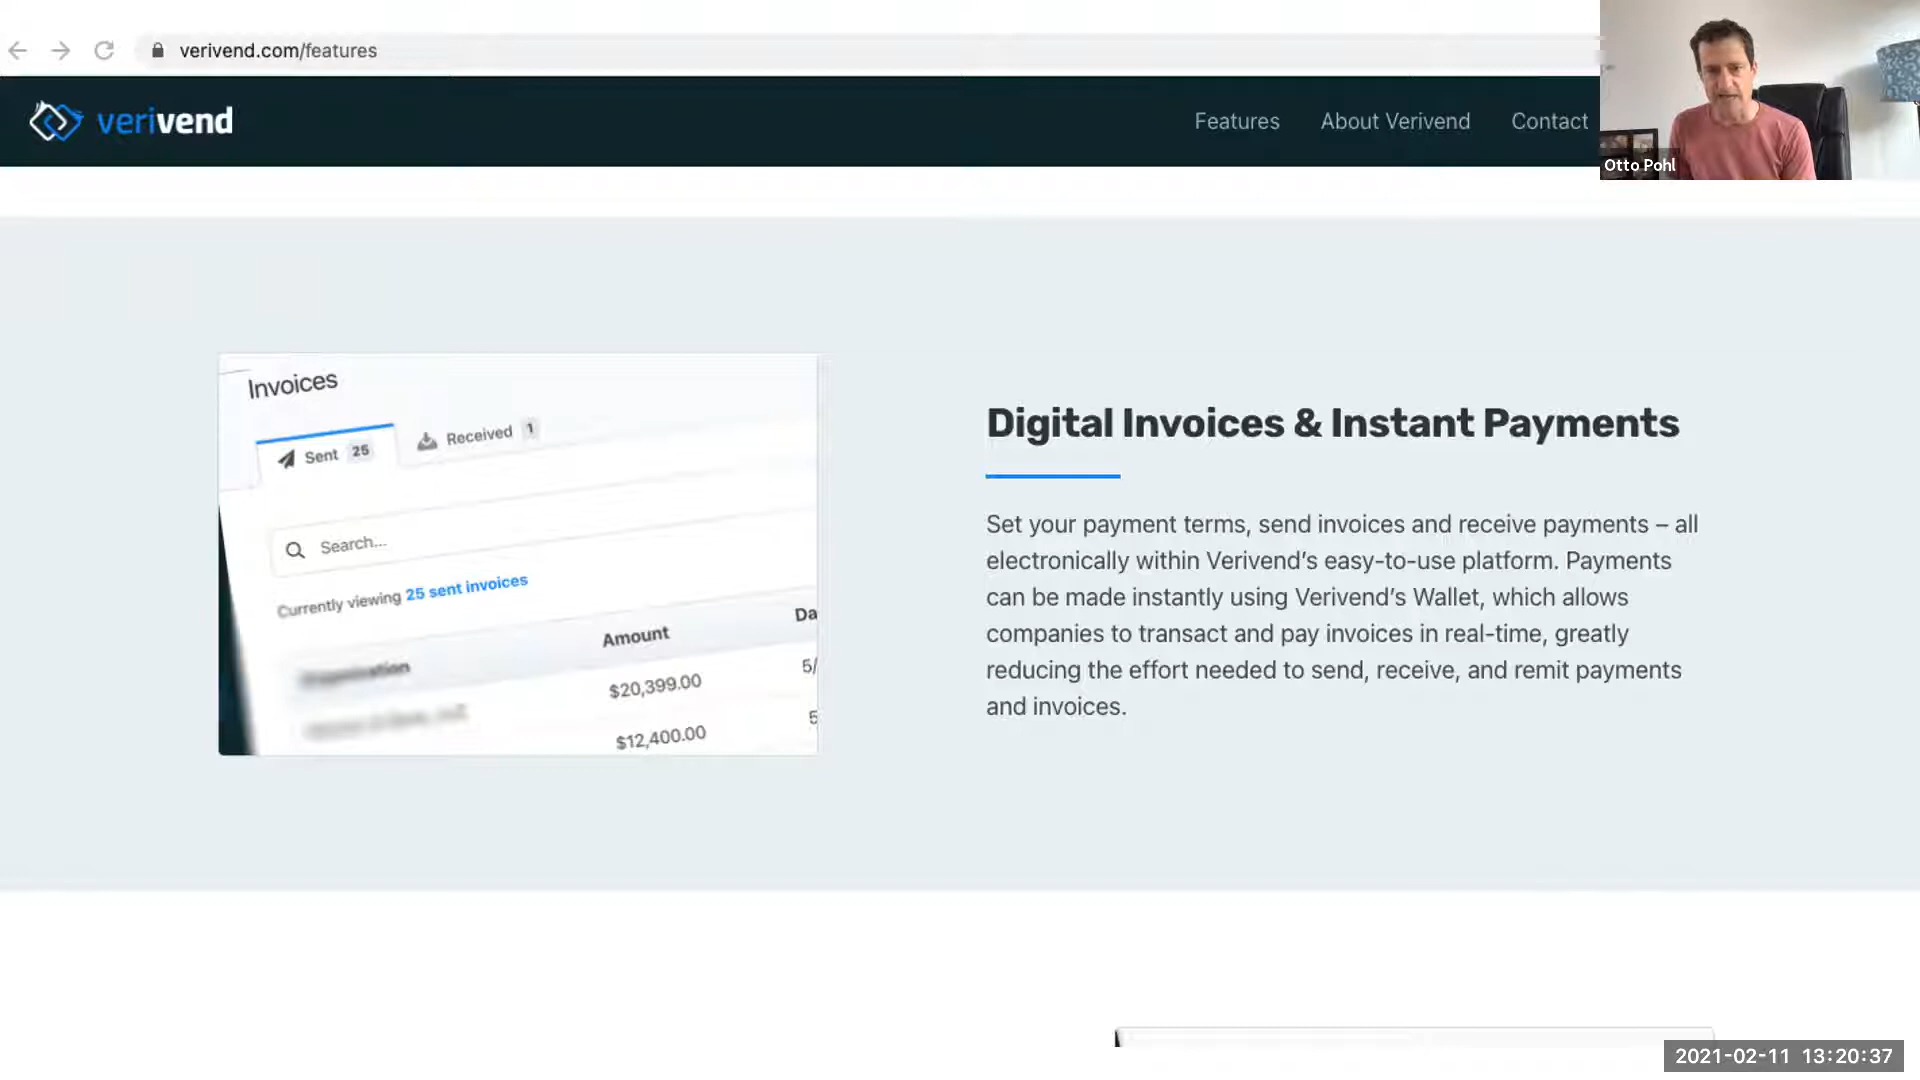 verivend.com/features
verivend
Features
About Verivend
Contact
Otto Pohl
Invoices
Sent 25
Received 1
Search...
Currently viewing 25 sent invoices
Amount
Da
$20,399.00
5/
$12,400.00
5
Digital Invoices & Instant Payments
Set your payment terms, send invoices and receive payments – all
electronically within Verivend's easy-to-use platform. Payments
can be made instantly using Verivend's Wallet, which allows
companies to transact and pay invoices in real-time, greatly
reducing the effort needed to send, receive, and remit payments
and invoices.
2021-02-11 13:20:37